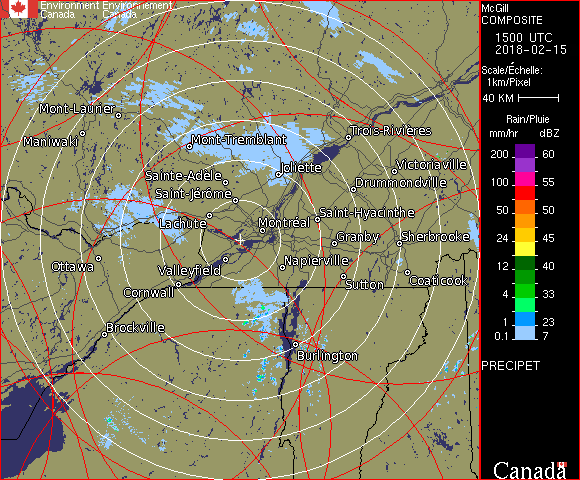 Environment Environnement
Canada Canada
McGill
COMPOSITE
1500 UTC
2018-02-15
Scale/Échelle:
1km/Pixel
40 KM
Rain/Pluie
mm/hr dBZ
200 60
100 55
50 50
24 45
12 40
4 33
1 23
0.1 7
PRECIPET
Canada
Mont-Laurier
Maniwaki
Mont-Tremblant
Trois-Rivières
Victoriaville
Joliette
Sainte-Adèle
Drummondville
Saint-Jérôme
Saint-Hyacinthe
Lachute
Montréal
Granby
Sherbrooke
Ottawa
Valleyfield
Napierville
Cornwall
Sutton
Coaticook
Brockville
Burlington